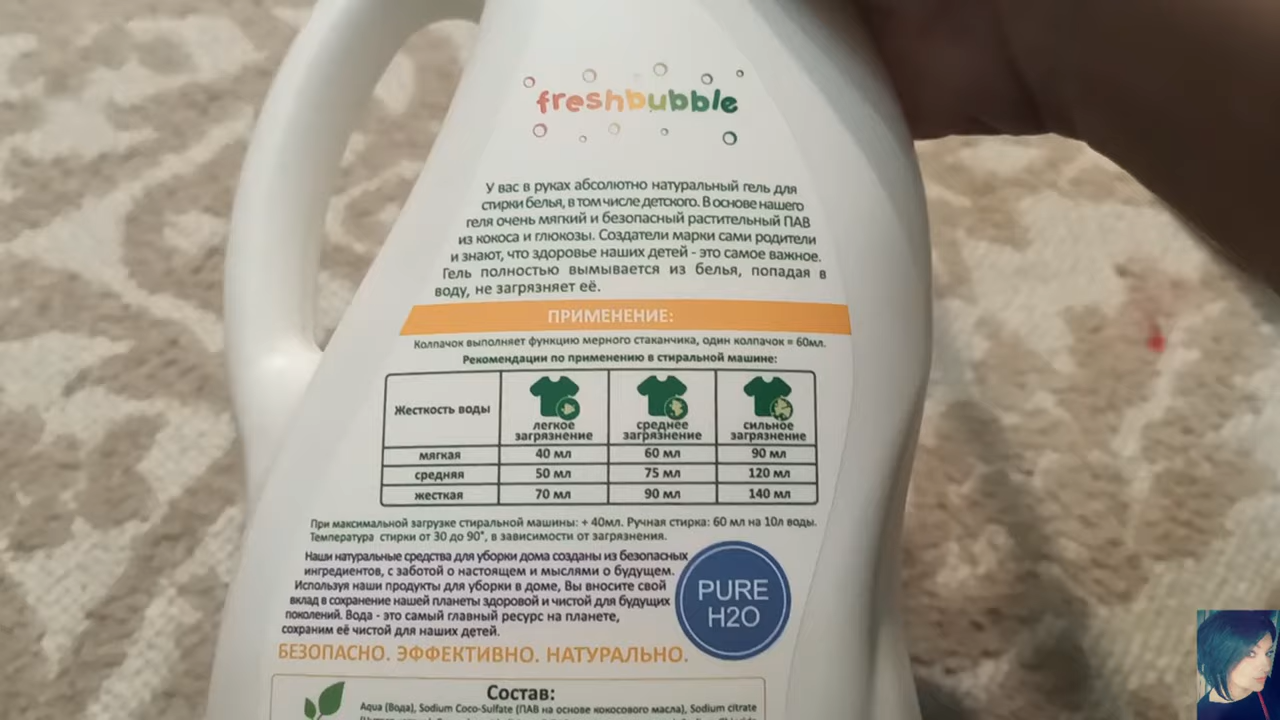 freshbubble
У вас в руках абсолютно натуральный гель для
стирки белья, в том числе детского. В основе нашего
геля очень мягкий и безопасный растительный ПАВ
из кокоса и глюкозы. Создатели марки сами родители
и знают, что здоровье наших детей - это самое важное.
Гель полностью вымывается из белья, попадая в
воду, не загрязняет её.
ПРИМЕНЕНИЕ:
Колпачок выполняет функцию мерного стаканчика, один колпачок = 60мл.
Рекомендации по применению в стиральной машине:
Жесткость воды
легкое загрязнение
среднее загрязнение
сильное загрязнение
мягкая 40 мл 60 мл 90 мл
средняя 50 мл 75 мл 120 мл
жесткая 70 мл 90 мл 140 мл
При максимальной загрузке стиральной машины: + 40мл. Ручная стирка: 60 мл на 10л воды.
Температура стирки от 30 до 90°, в зависимости от загрязнения.
Наши натуральные средства для уборки дома созданы из безопасных
ингредиентов, с заботой о настоящем и мыслями о будущем.
Используя наши продукты для уборки в доме, Вы вносите свой
вклад в сохранение нашей планеты здоровой и чистой для будущих
поколений. Вода - это самый главный ресурс на планете,
сохраним её чистой для наших детей.
PURE
H2O
БЕЗОПАСНО. ЭФФЕКТИВНО. НАТУРАЛЬНО.
Состав:
Aqua (Вода), Sodium Coco-Sulfate (ПАВ на основе кокосового масла), Sodium citrate